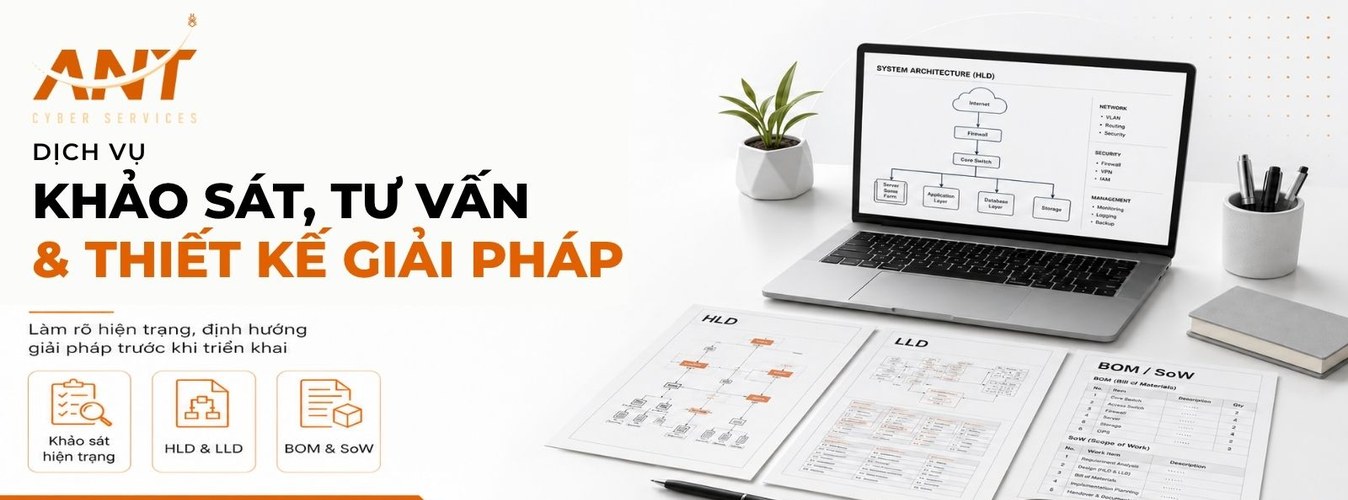 ANT
CYBER SERVICES
DỊCH VỤ
KHẢO SÁT, TƯ VẤN
& THIẾT KẾ GIẢI PHÁP
Làm rõ hiện trạng, định hướng
giải pháp trước khi triển khai
Khảo sát
hiện trạng
HLD & LLD
BOM & SoW
SYSTEM ARCHITECTURE (HLD)
Internet
Firewall
Core Switch
Server
Farm
Application
Layer
Database
Layer
Storage
NETWORK
• VLAN
• Routing
• Security
SECURITY
• Firewall
• VPN
• IAM
MANAGEMENT
• Monitoring
• Logging
• Backup
HLD
LLD
BOM / SoW
BOM (Bill of Materials)
No. Item Description Qty
Core Switch
Access Switch
Firewall
Server
Storage
SoW (Scope of Work)
No. Work Item Description
Requirement Analysis
Design (HLD & LLD)
Bill of Materials
Implementation Planning